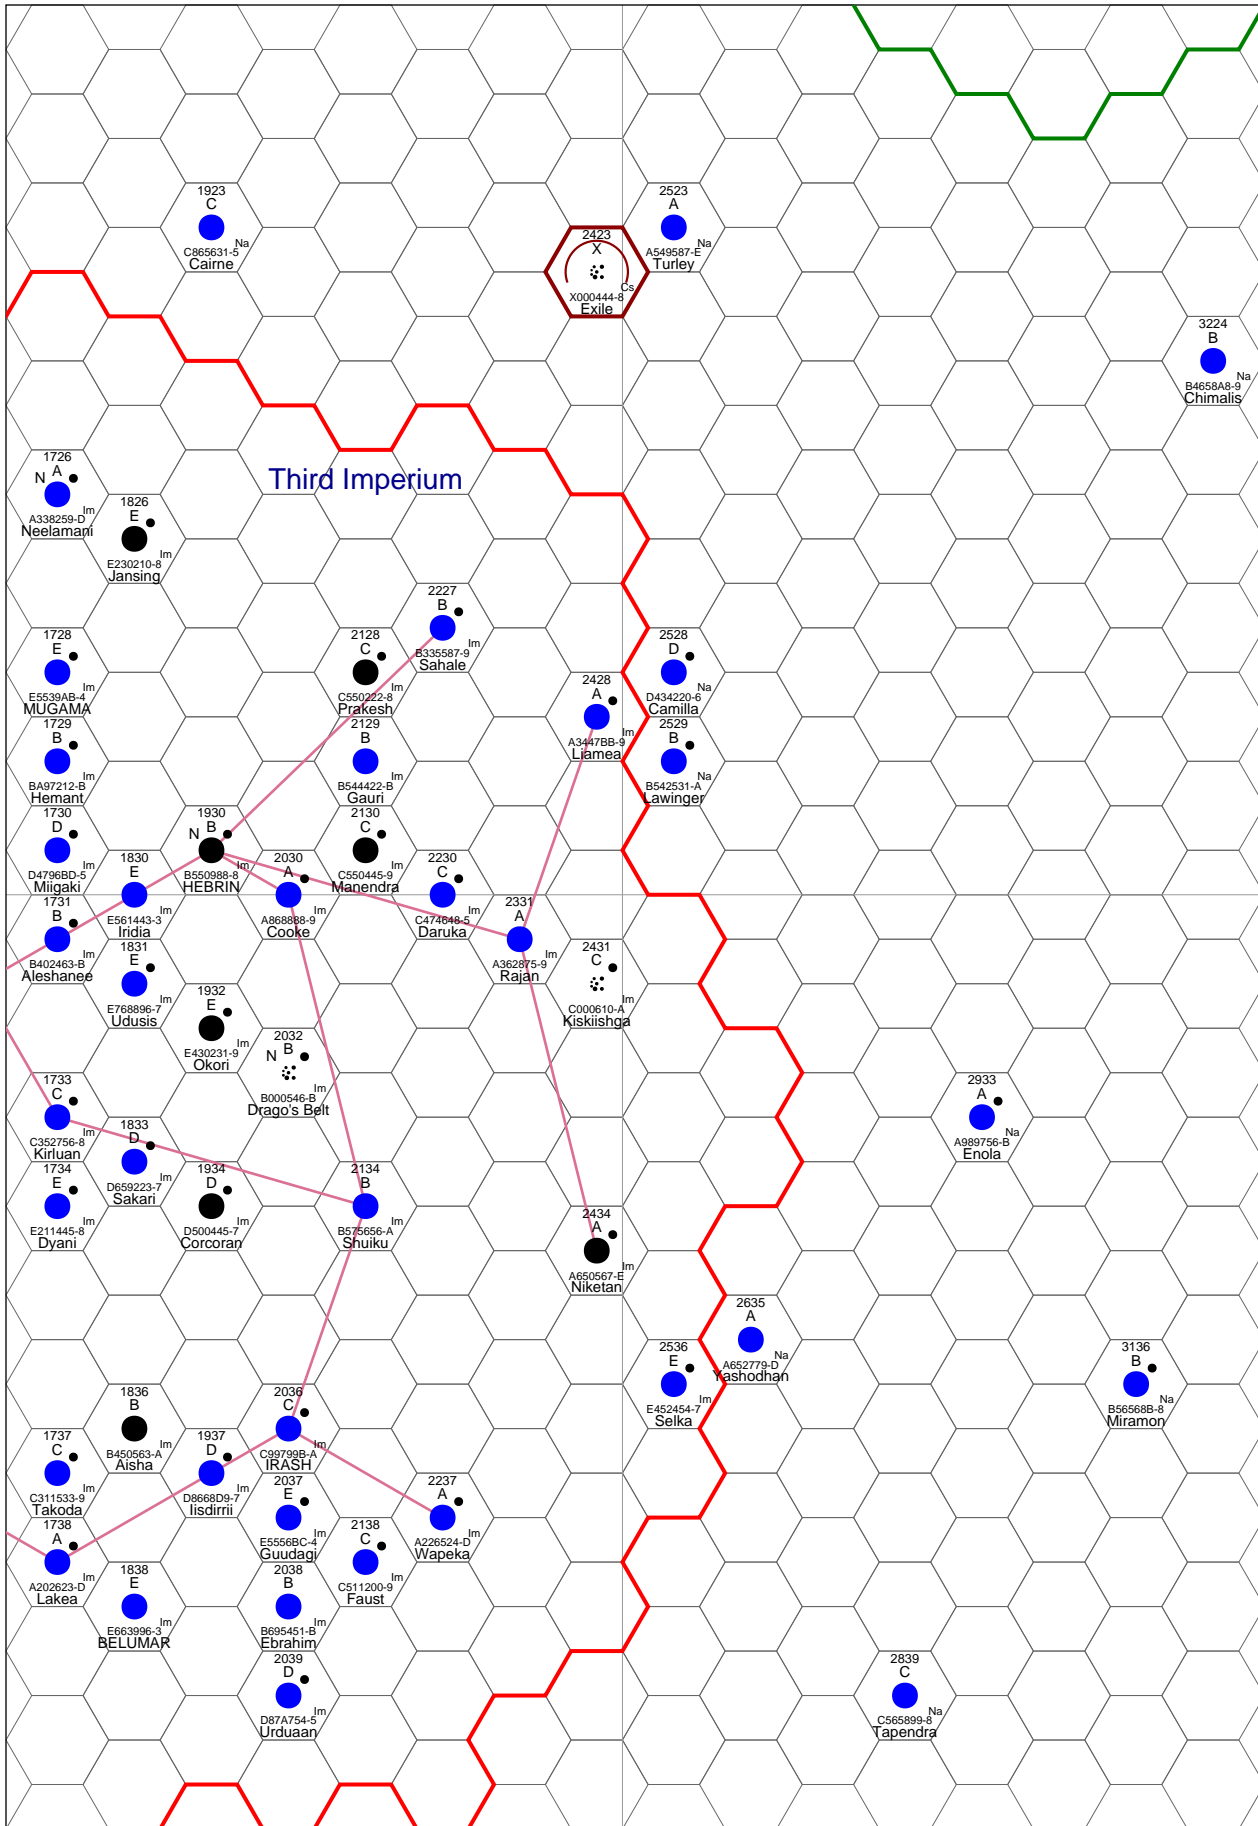 1923
C
Na
C865631-5
Cairne
2523
A
Na
A549587-E
Turley
2423
X
Cs
X000444-8
Exile
3224
B
Na
B4658A8-9
Chimalis
Third Imperium
1726
N A
Im
A338259-D
Neelamani
1826
E
Im
E230210-8
Jansing
2227
B
Im
B335587-9
Sahale
1728
E
Im
E5539AB-4
MUGAMA
2128
C
Im
C550222-8
Prakesh
2528
D
Na
D434220-6
Camilla
2428
A
Im
A3447BB-9
Liamea
1729
B
Im
BA97212-B
Hemant
2129
B
Im
B544422-B
Gauri
2529
B
Na
B542531-A
Lawinger
1730
D
Im
D4796BD-5
Miigaki
1930
N B
Im
B550988-8
HEBRIN
2130
C
Im
C550445-9
Manendra
1830
E
Im
E561443-3
Iridia
2030
A
Im
A868888-9
Cooke
2230
C
Im
C474648-5
Daruka
1731
B
Im
B402463-B
Aleshanee
2331
A
Im
A362875-9
Rajan
1831
E
Im
E768896-7
Udusis
2431
C
Im
C000610-A
Kiskiishga
1932
E
Im
E430231-9
Okori
2032
N B
Im
B000546-B
Drago's Belt
1733
C
Im
C352756-8
Kirluan
2933
A
Na
A989756-B
Enola
1833
D
Im
D659223-7
Sakari
1734
E
Im
E211445-8
Dyani
1934
D
Im
D500445-7
Corcoran
2134
B
Im
B575656-A
Shuiku
2434
A
Im
A650567-E
Niketan
2635
A
Na
A652779-D
Yashodhan
2536
E
Im
E452454-7
Selka
3136
B
Na
B56568B-8
Miramon
1836
B
Im
B450563-A
Aisha
2036
C
Im
C99799B-A
IRASH
1737
C
Im
C311533-9
Takoda
1937
D
Im
D8668D9-7
Iisdirrii
2037
E
Im
E5556BC-4
Guudagi
2237
A
Im
A226524-D
Wapeka
1738
A
Im
A202623-D
Lakea
2138
C
Im
C511200-9
Faust
1838
E
Im
E663996-3
BELUMAR
2038
B
Im
B695451-B
Ebrahim
2039
D
Im
D87A754-5
Urduaan
2839
C
Na
C565899-8
Tapendra